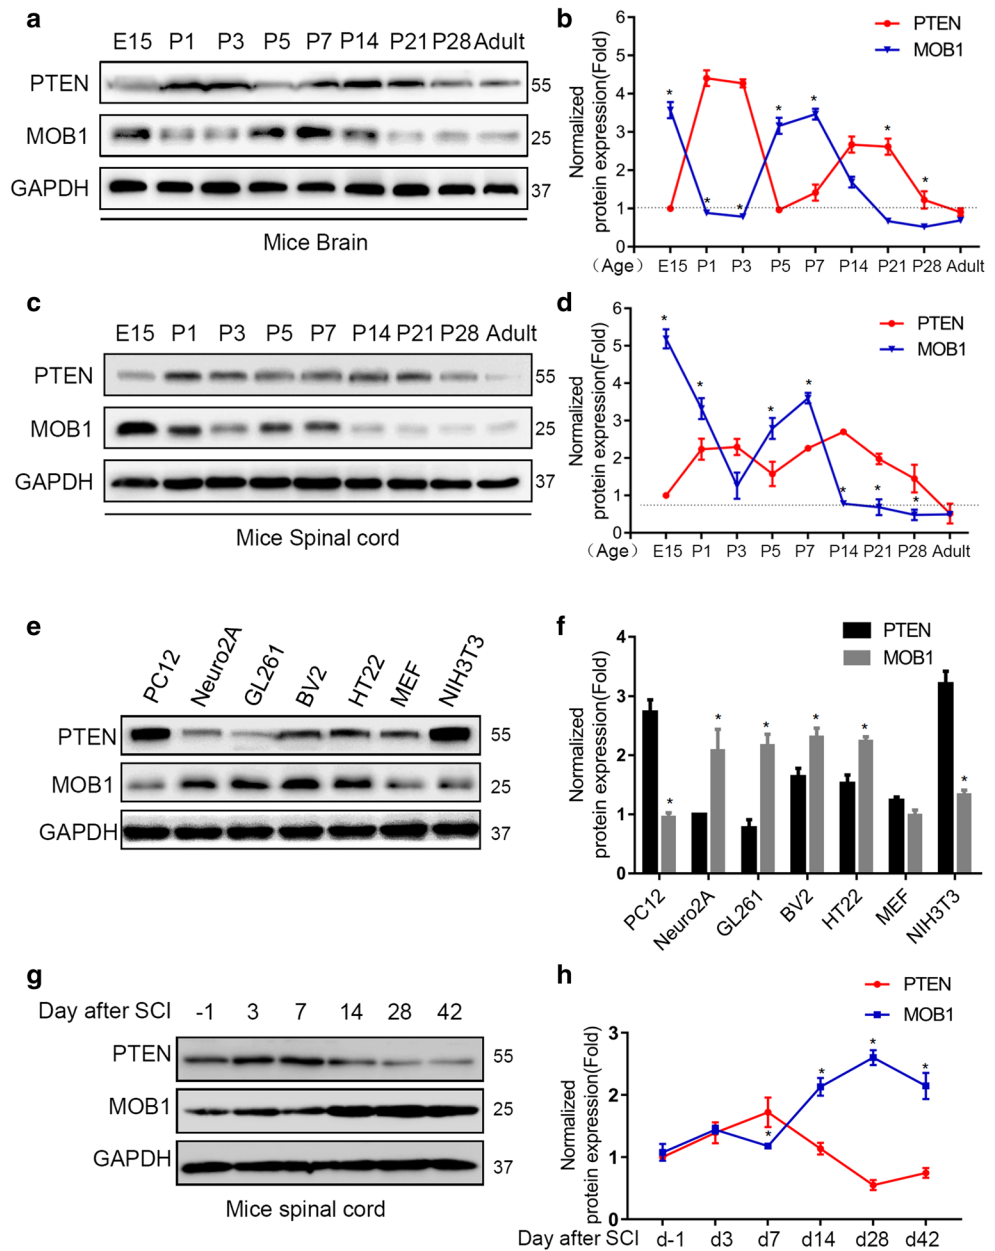 a
E15 P1 P3 P5 P7 P14 P21 P28 Adult
PTEN 55
MOB1 25
GAPDH 37
Mice Brain
b
PTEN
MOB1
Normalized
protein expression(Fold)
6
5
4
3
2
1
0
* * * * * * *
（Age） E15 P1 P3 P5 P7 P14 P21 P28 Adult
c
E15 P1 P3 P5 P7 P14 P21 P28 Adult
PTEN 55
MOB1 25
GAPDH 37
Mice Spinal cord
d
PTEN
MOB1
Normalized
protein expression(Fold)
6
5
4
3
2
1
0
* * * * * * *
（Age） E15 P1 P3 P5 P7 P14 P21 P28 Adult
e
PC12 Neuro2A GL261 BV2 HT22 MEF NIH3T3
PTEN 55
MOB1 25
GAPDH 37
f
PTEN
MOB1
Normalized
protein expression(Fold)
4
3
2
1
0
* * * * * *
PC12 Neuro2A GL261 BV2 HT22 MEF NIH3T3
g
Day after SCI -1 3 7 14 28 42
PTEN 55
MOB1 25
GAPDH 37
Mice spinal cord
h
PTEN
MOB1
Normalized
protein expression(Fold)
3
2
1
0
* * * *
Day after SCI d-1 d3 d7 d14 d28 d42